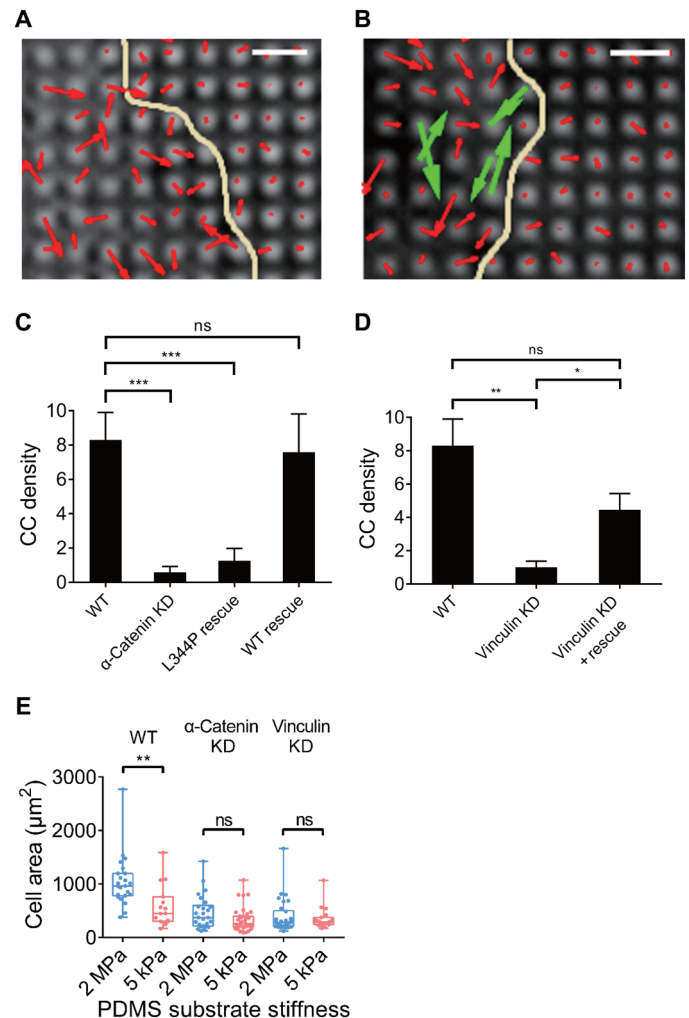 A
B
C
ns
***
***
CC density
10
8
6
4
2
0
WT
α-Catenin KD
L344P rescue
WT rescue
D
ns
*
**
CC density
10
8
6
4
2
0
WT
Vinculin KD
Vinculin KD
+ rescue
E
WT
α-Catenin
KD
Vinculin
KD
**
ns
ns
Cell area (μm²)
3000
2000
1000
0
2 MPa
5 kPa
2 MPa
5 kPa
2 MPa
5 kPa
PDMS substrate stiffness